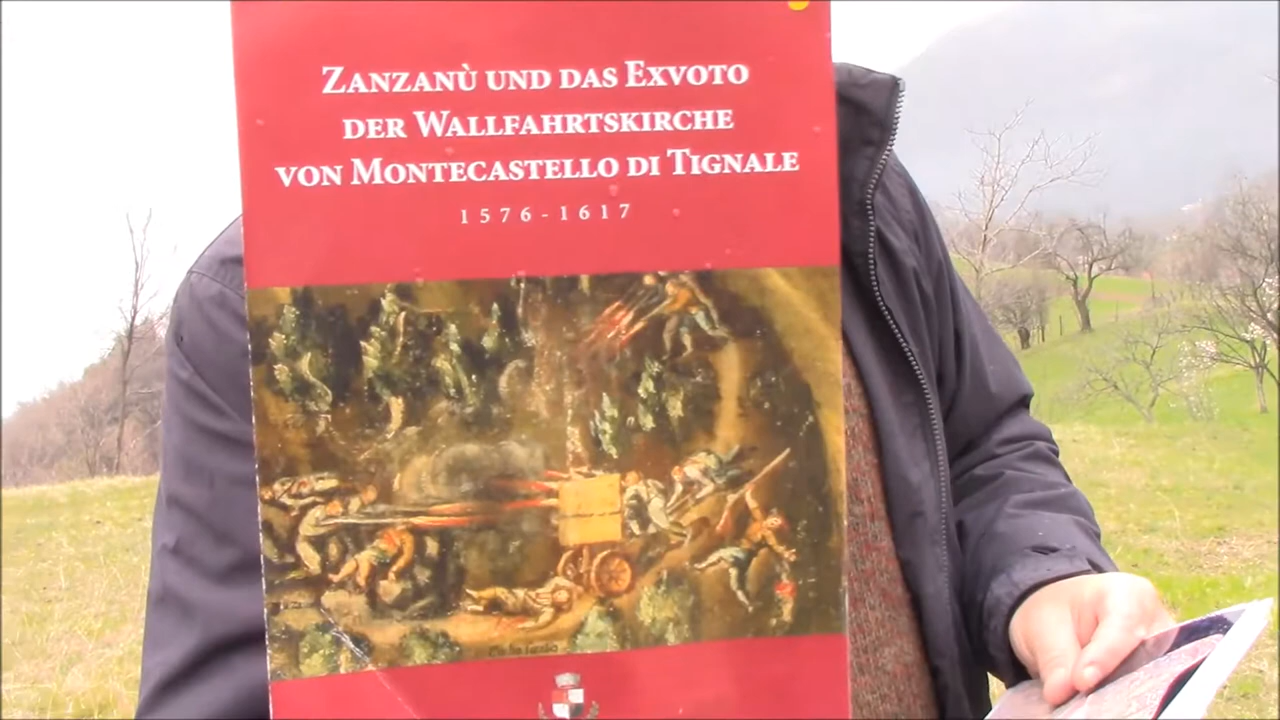 ZANZANÙ UND DAS EXVOTO
DER WALLFAHRTSKIRCHE
VON MONTECASTELLO DI TIGNALE
1576-1617